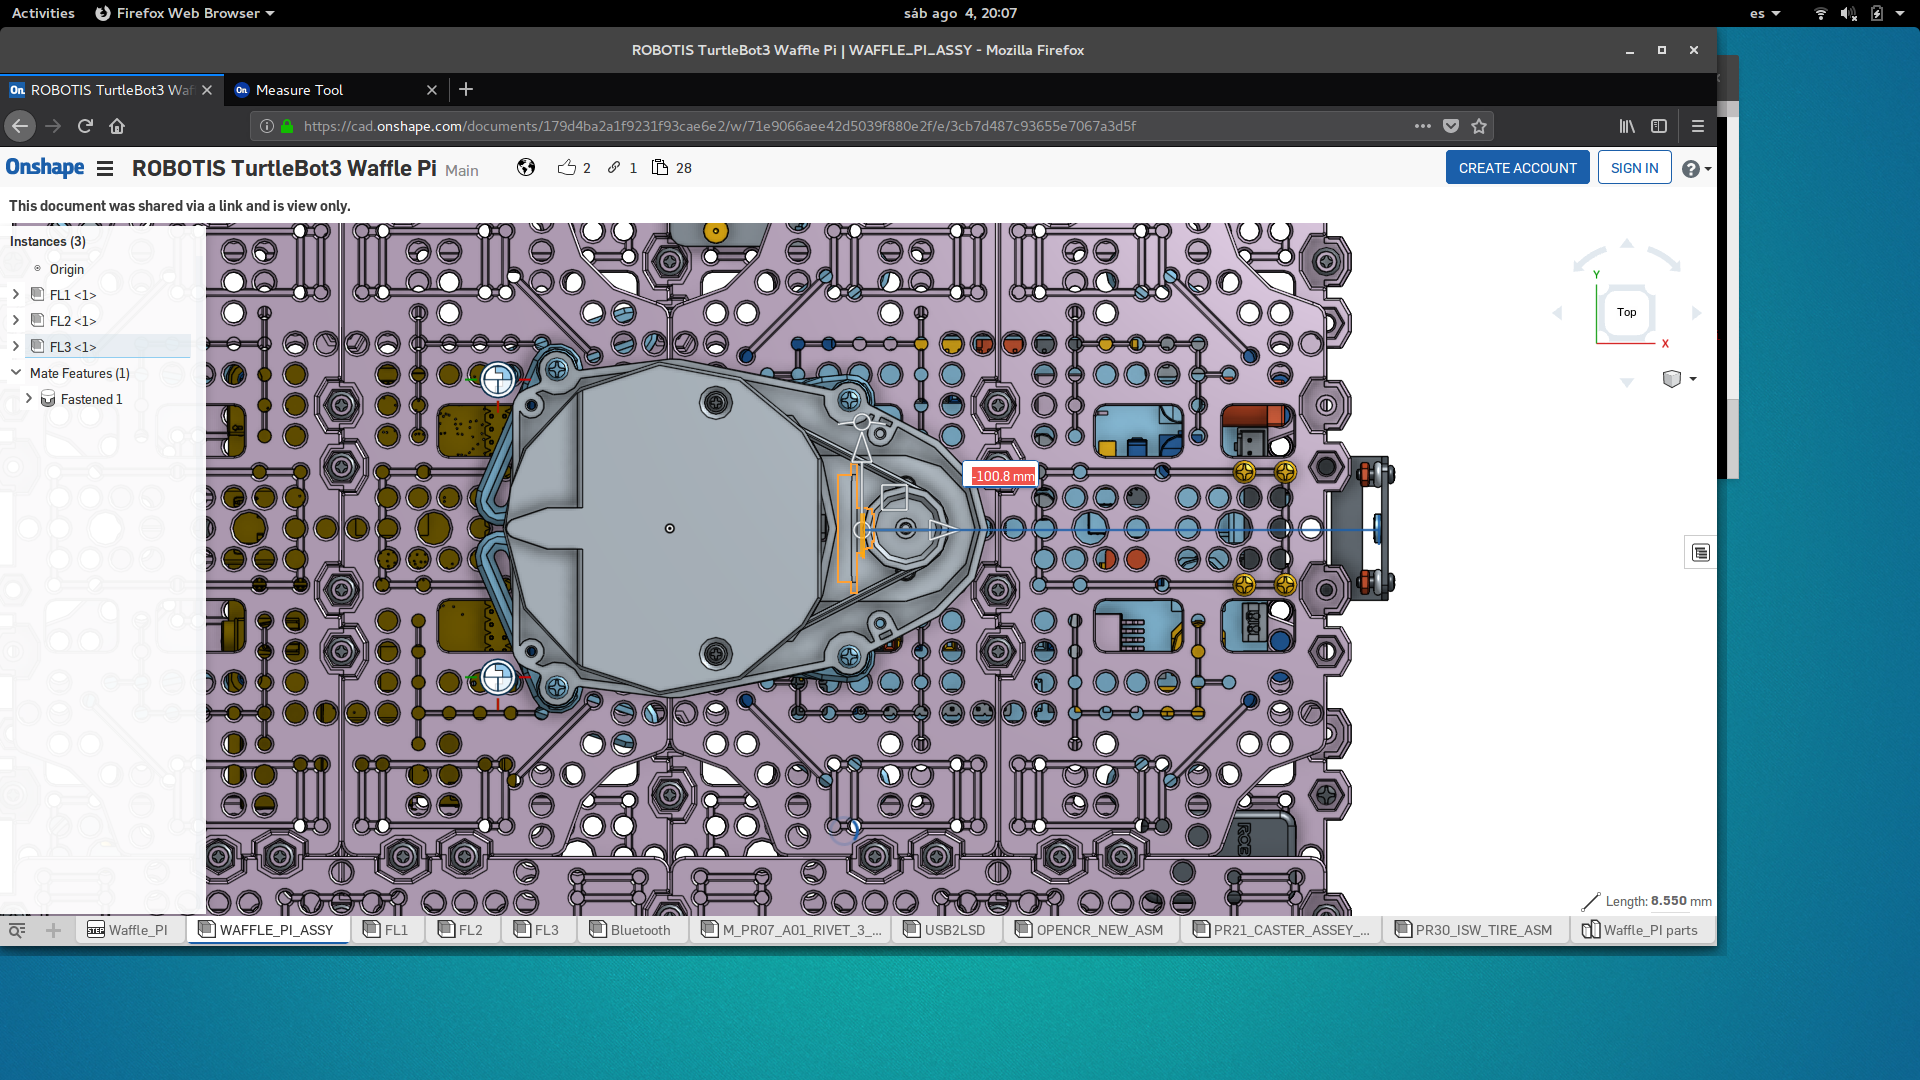 Activities Firefox Web Browser sáb ago 4, 20:07 es
ROBOTIS TurtleBot3 Waffle Pi | WAFFLE_PI_ASSY - Mozilla Firefox
On. ROBOTIS TurtleBot3 Waf On Measure Tool
https://cad.onshape.com/documents/179d4ba2a1f9231f93cae6e2/w/71e9066aee42d5039f880e2f/e/3cb7d487c93655e7067a3d5f
Onshape ROBOTIS TurtleBot3 Waffle Pi Main 2 1 28 CREATE ACCOUNT SIGN IN ?
This document was shared via a link and is view only.
Instances (3)
Origin
FL1 <1>
FL2 <1>
FL3 <1>
Mate Features (1)
Fastened 1
Y
Top
X
-100.8 mm
RCE
Length: 8.550 mm
STEP Waffle_PI WAFFLE_PI_ASSY FL1 FL2 FL3 Bluetooth M_PR07_A01_RIVET_3_... USB2LSD OPENCR_NEW_ASM PR21_CASTER_ASSEY_... PR30_ISW_TIRE_ASM Waffle_PI parts